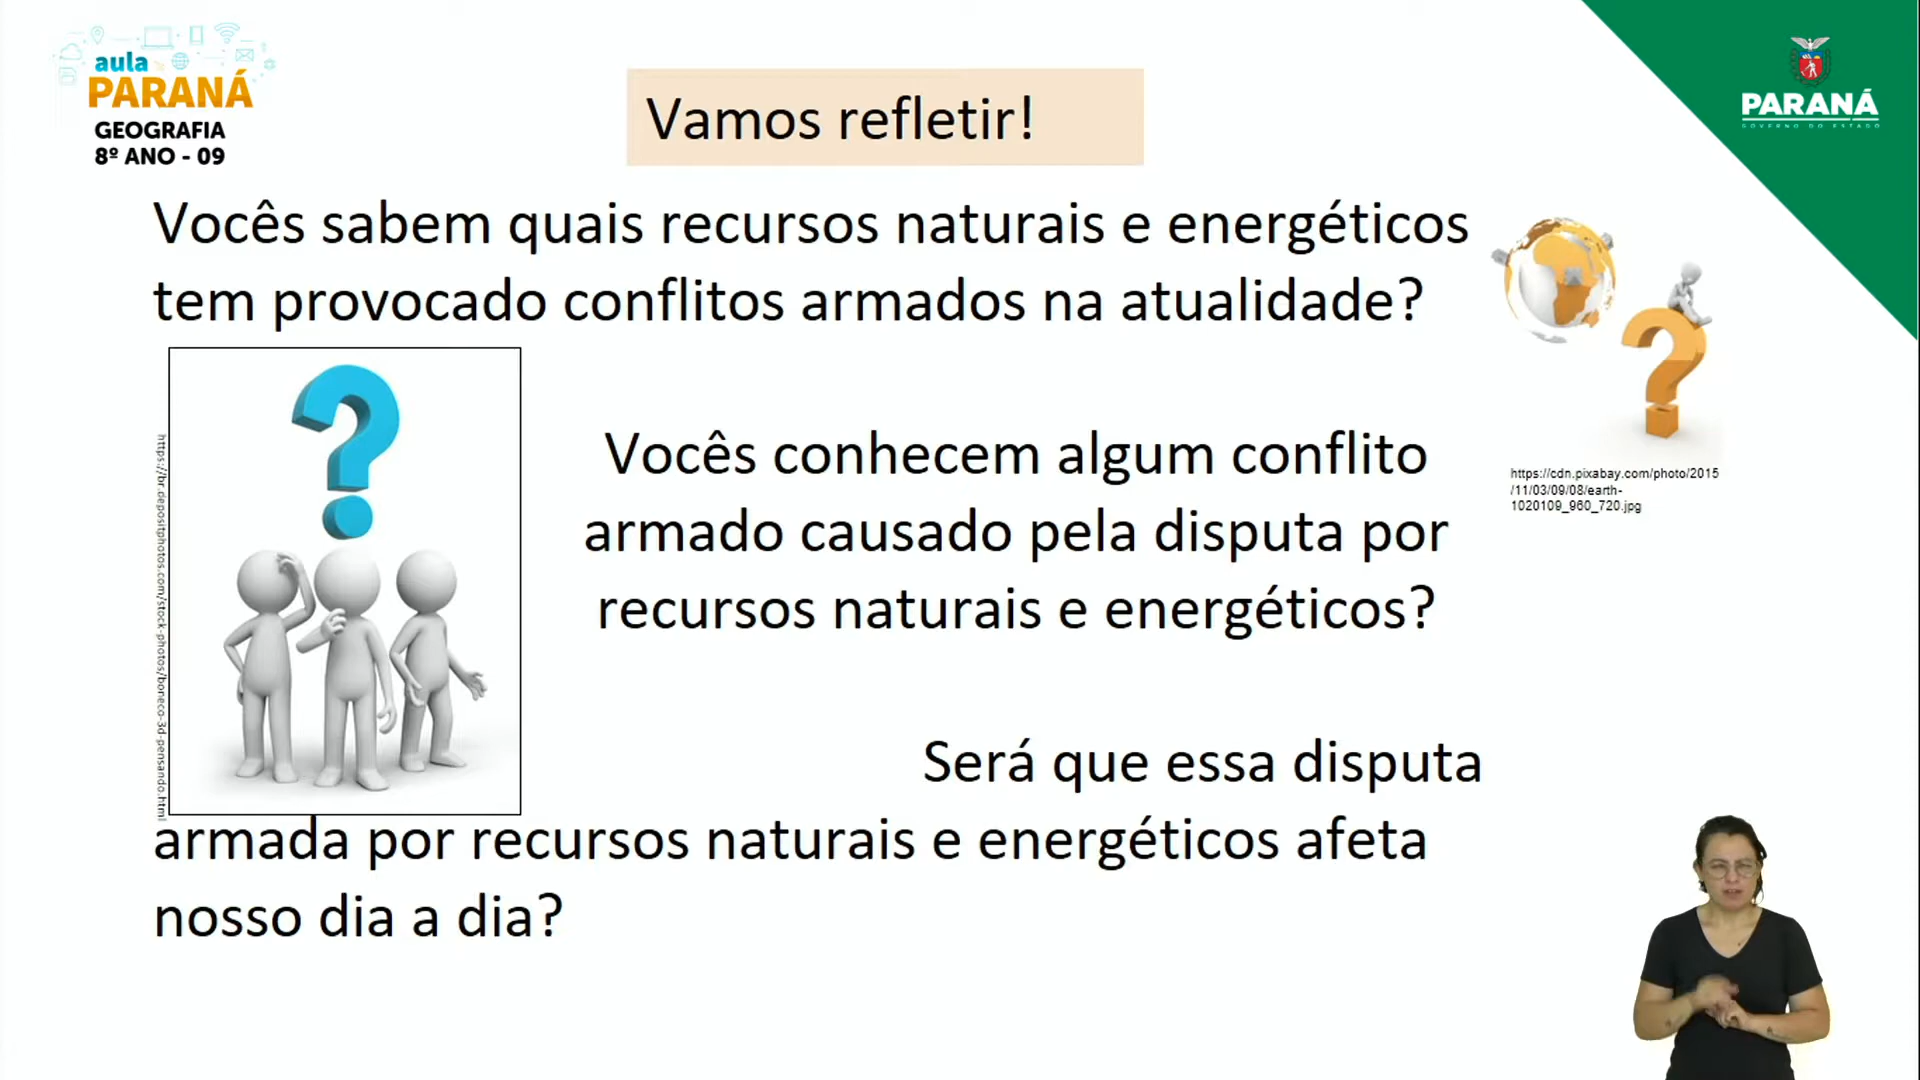 aula
PARANÁ
GEOGRAFIA
8º ANO - 09
Vamos refletir!
PARANÁ
GOVERNO DO ESTADO
Vocês sabem quais recursos naturais e energéticos
tem provocado conflitos armados na atualidade?
https://cdn.pixabay.com/photo/2015
/11/03/09/08/earth-
1020109_960_720.jpg
https://br.depositphotos.com/stock-photos/boneco-3d-pensando.html
Vocês conhecem algum conflito
armado causado pela disputa por
recursos naturais e energéticos?
Será que essa disputa
armada por recursos naturais e energéticos afeta
nosso dia a dia?